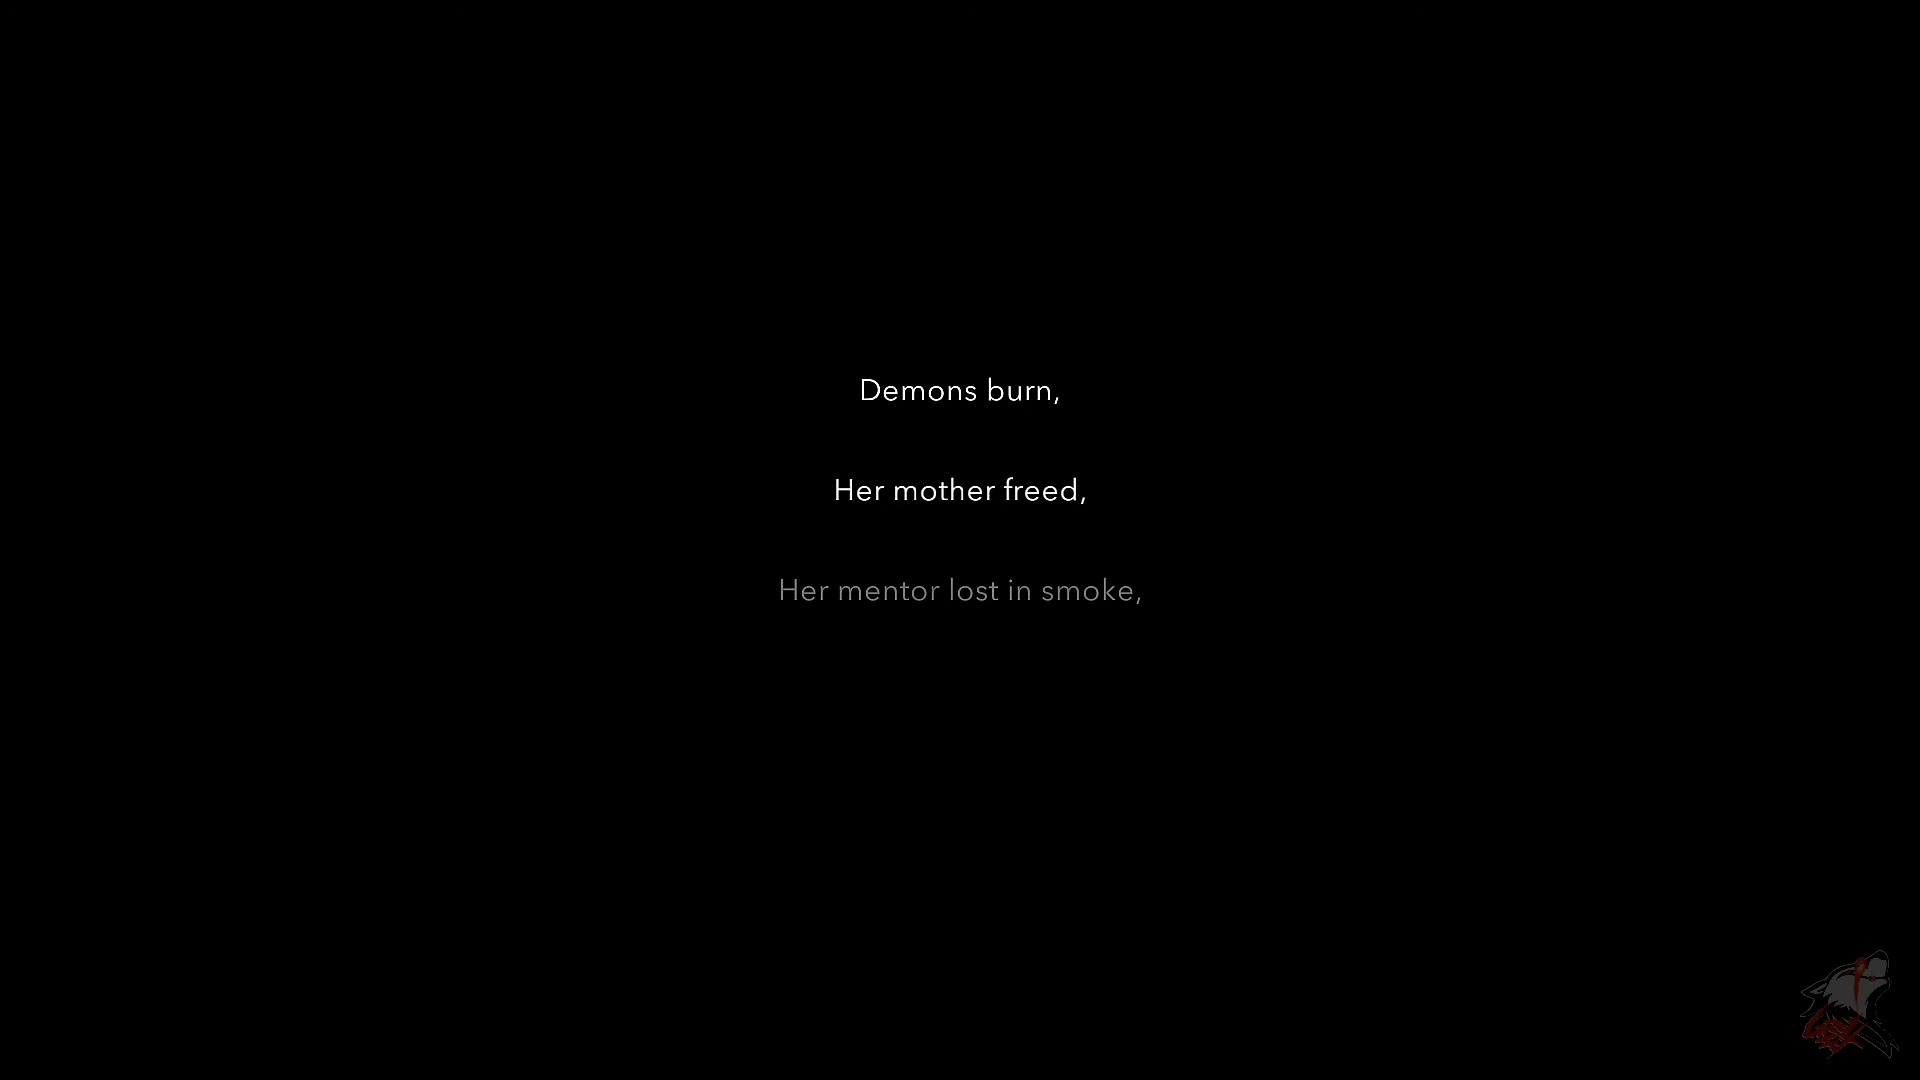 Demons burn,
Her mother freed,
Her mentor lost in smoke,